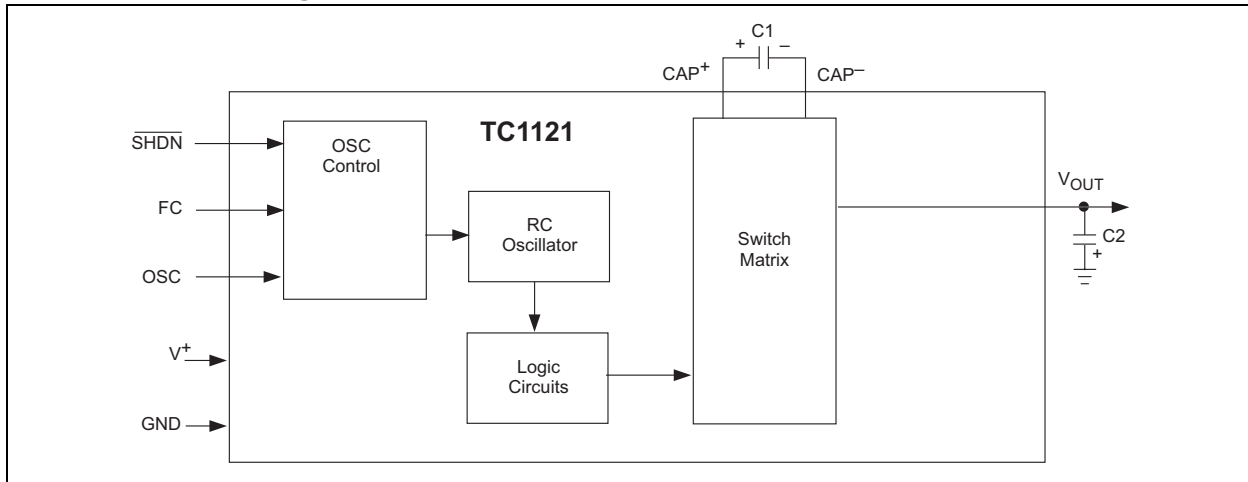 C1
+ –
CAP+ CAP–
TC1121
SHDN
OSC
Control
FC
RC
Oscillator
OSC
Switch
Matrix
VOUT
C2
+
V+
Logic
Circuits
GND